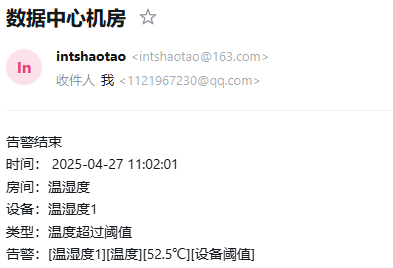 数据中心机房 ☆
In
intshaotao <intshaotao@163.com>
收件人 我 <1121967230@qq.com>
告警结束
时间： 2025-04-27 11:02:01
房间：温湿度
设备：温湿度1
类型：温度超过阈值
告警：[温湿度1][温度][52.5℃][设备阈值]